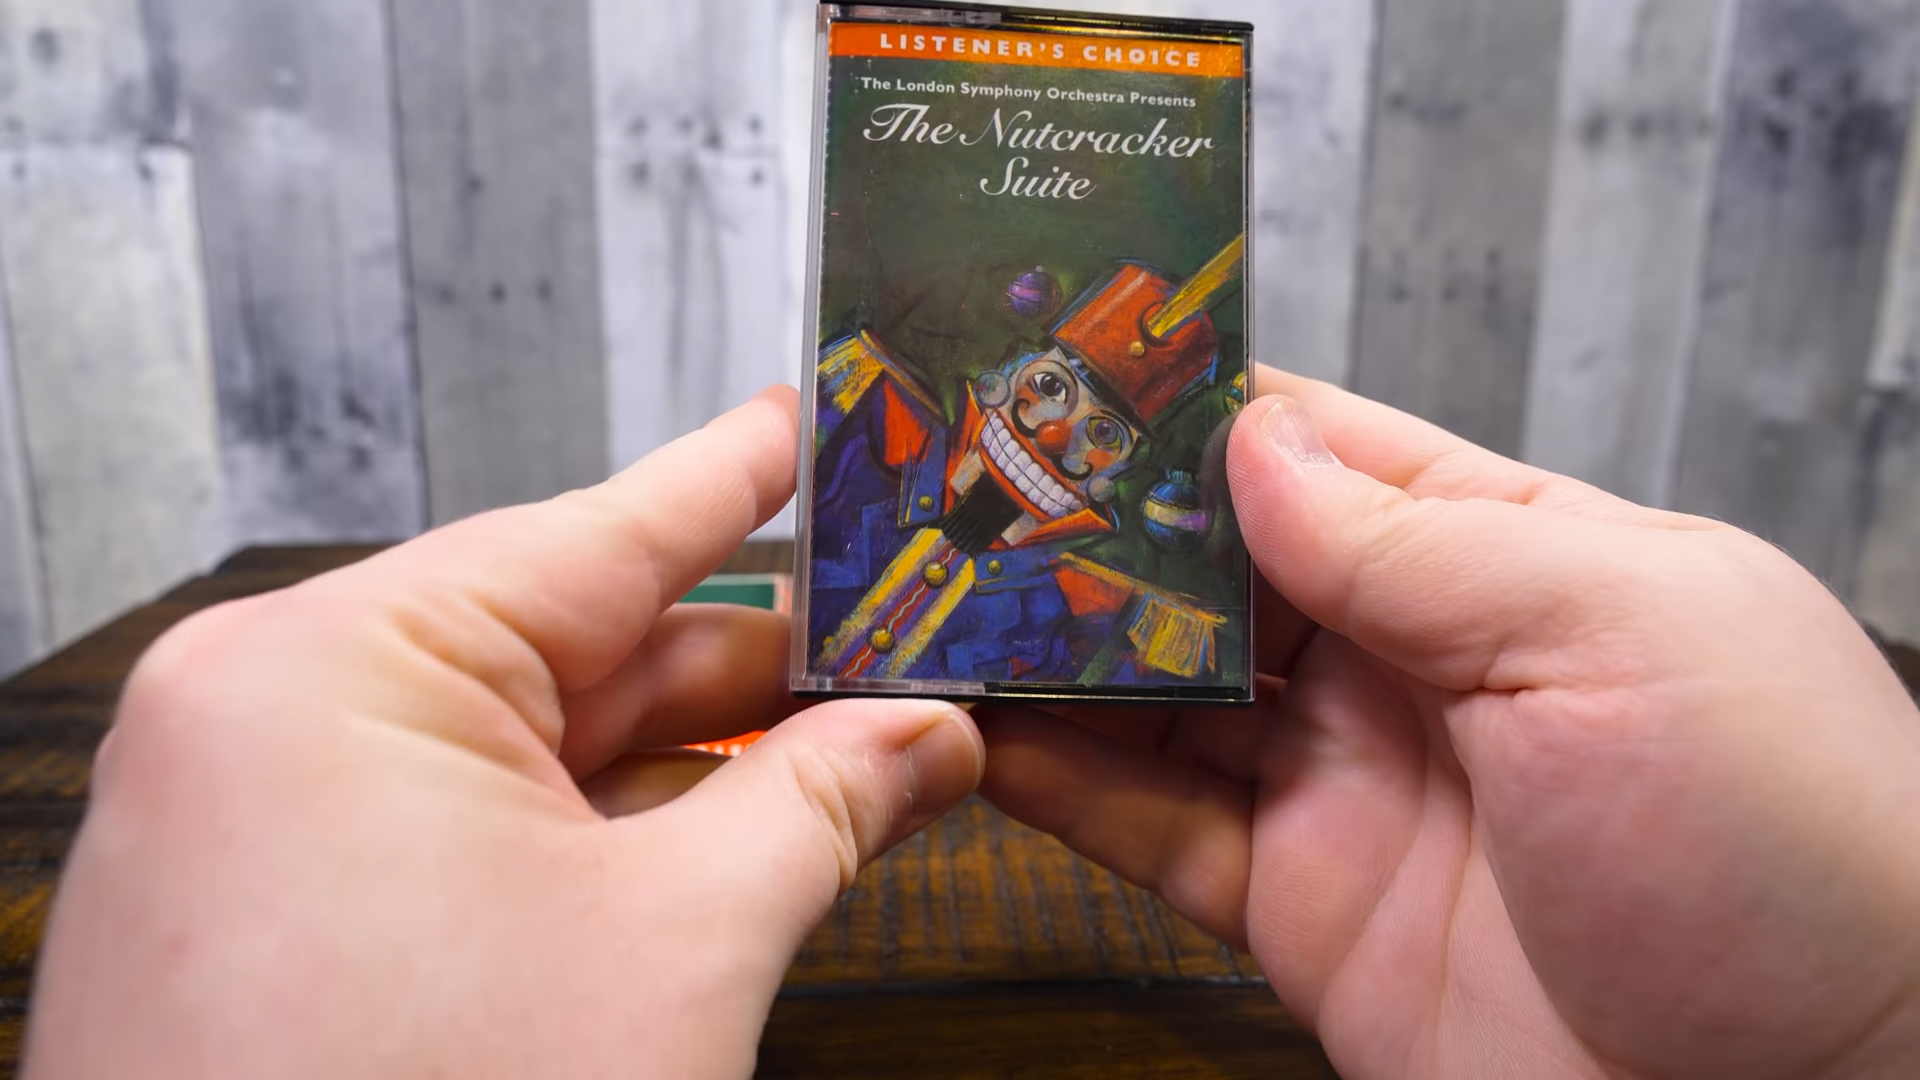 LISTENER'S CHOICE
The London Symphony Orchestra Presents
The Nutcracker
Suite